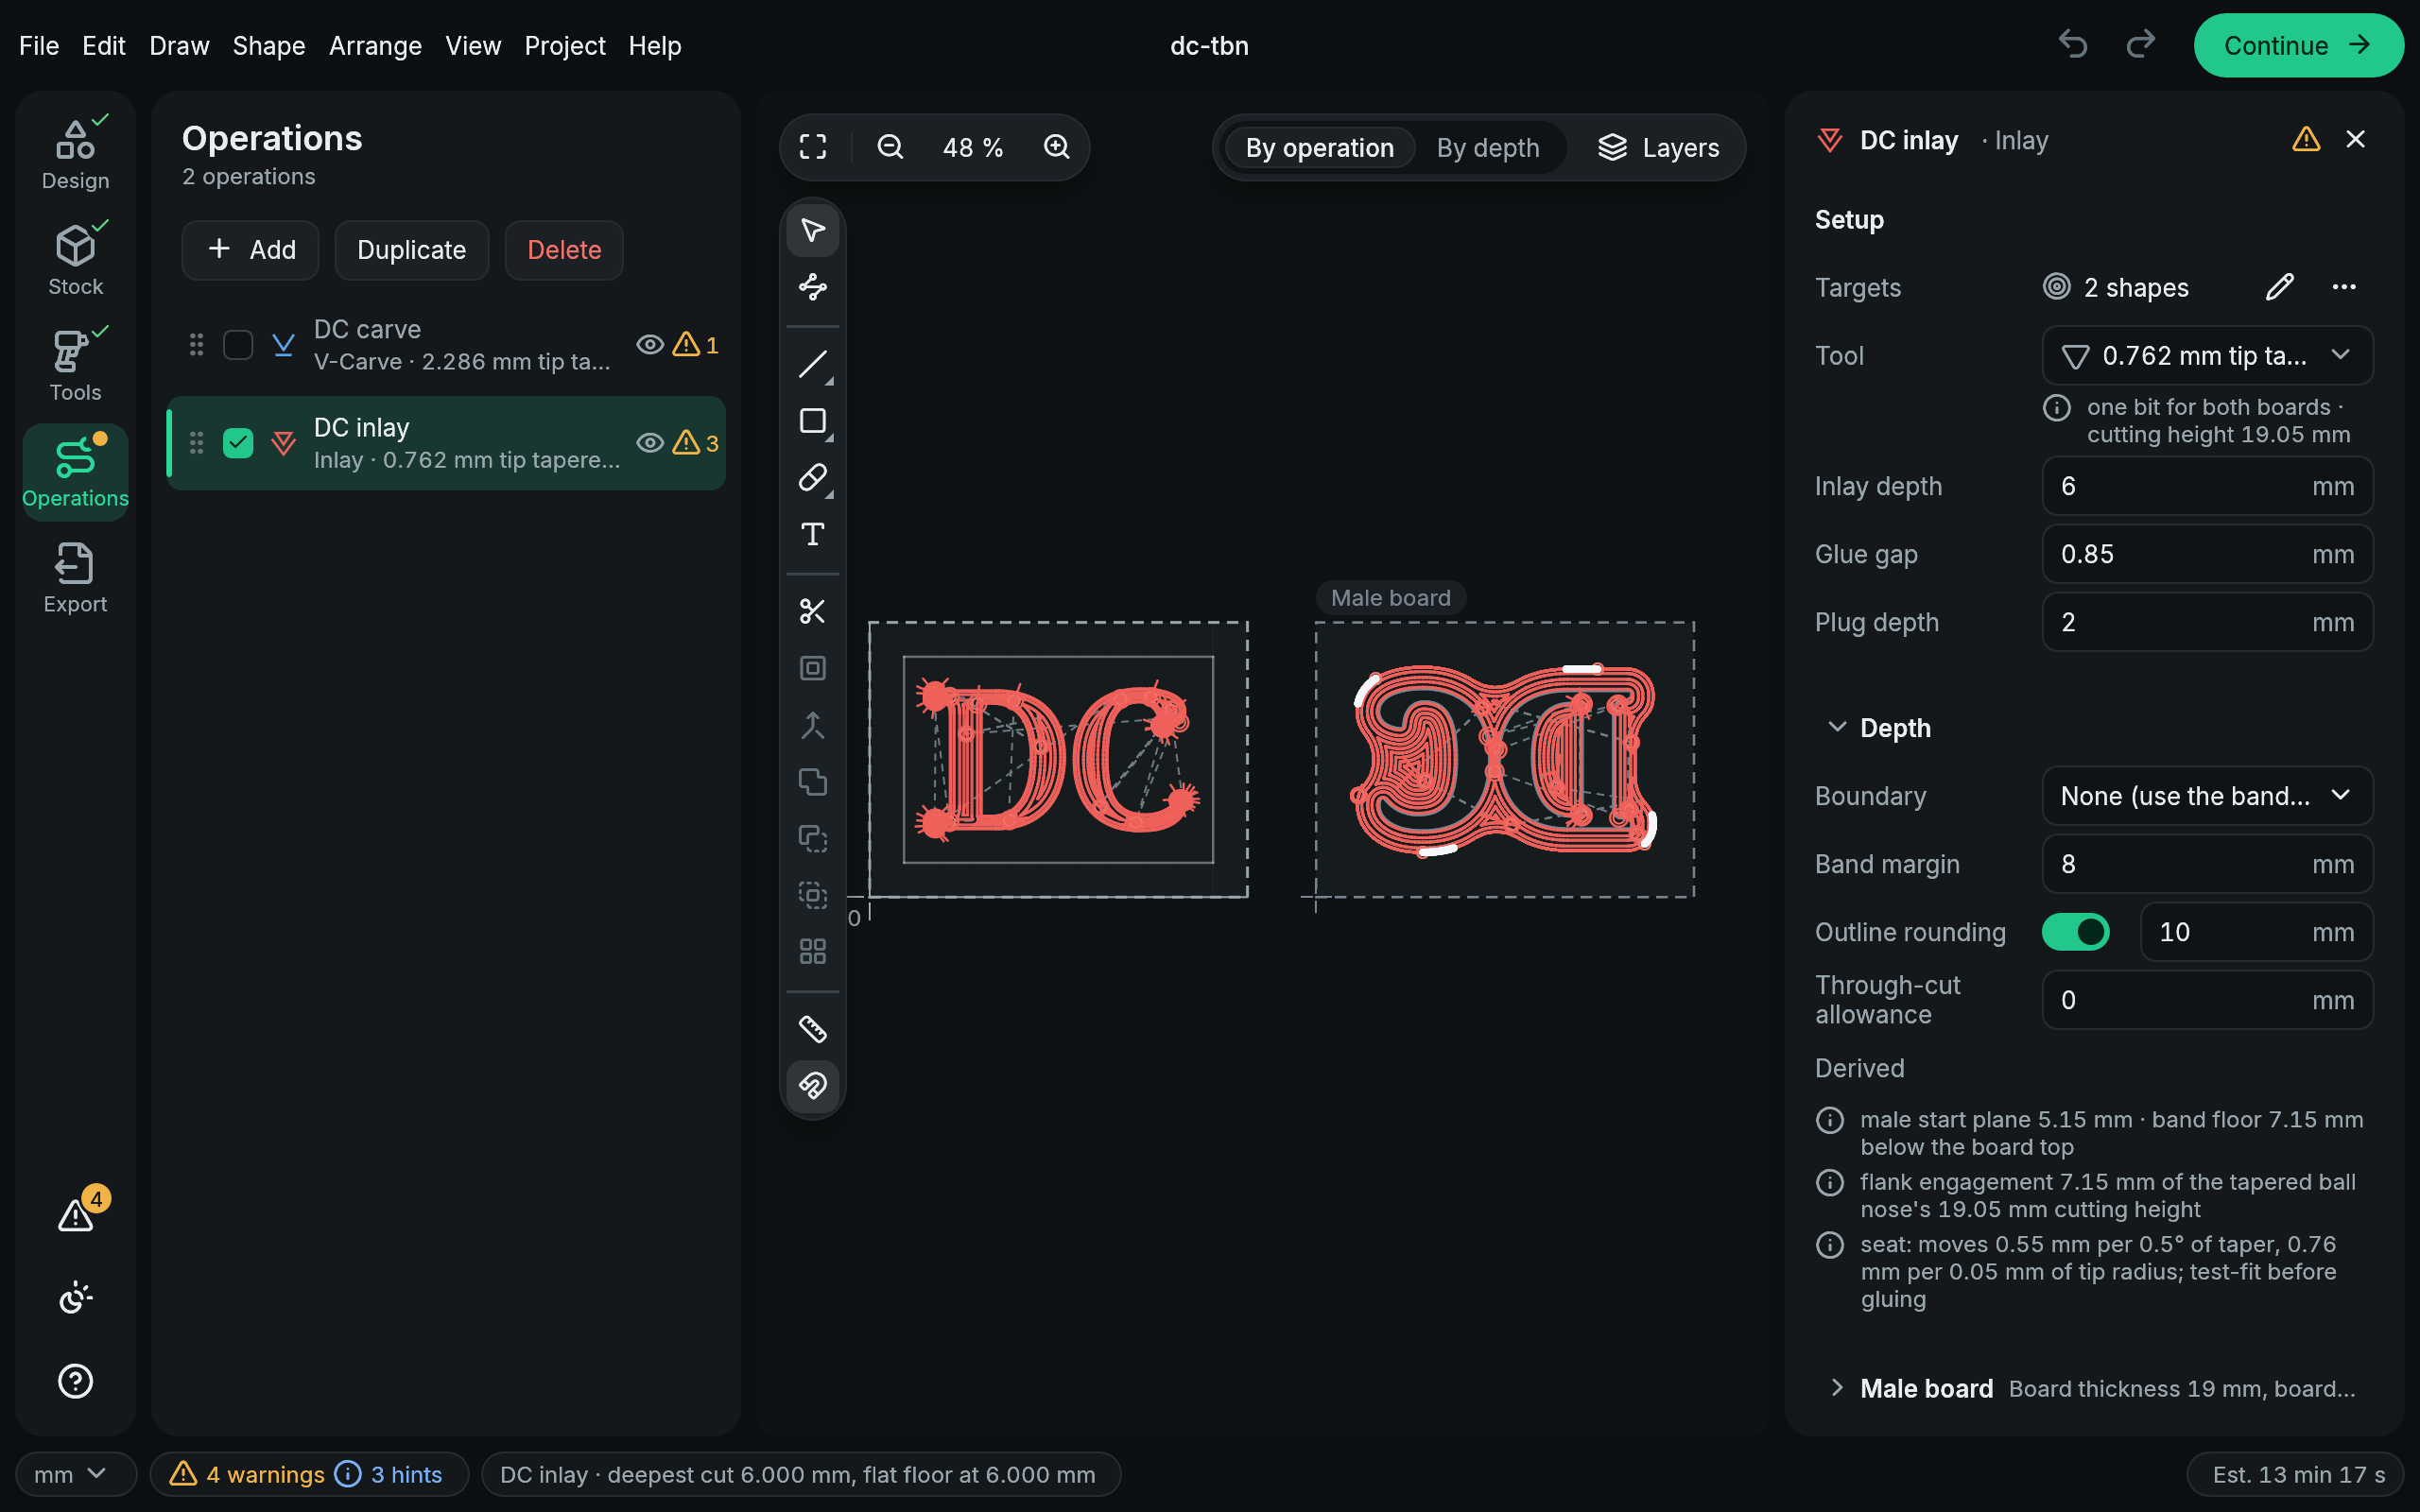 File Edit Draw Shape Arrange View Project Help
dc-tbn
Continue
Design
Stock
Tools
Operations
Export
4
Operations
2 operations
Add
Duplicate
Delete
DC carve
V-Carve · 2.286 mm tip ta...
1
DC inlay
Inlay · 0.762 mm tip tapere...
3
48 %
By operation
By depth
Layers
Male board
DC
DC
0
DC inlay · Inlay
Setup
Targets
2 shapes
Tool
0.762 mm tip ta...
one bit for both boards ·
cutting height 19.05 mm
Inlay depth
6 mm
Glue gap
0.85 mm
Plug depth
2 mm
Depth
Boundary
None (use the band...
Band margin
8 mm
Outline rounding
10 mm
Through-cut
allowance
0 mm
Derived
male start plane 5.15 mm · band floor 7.15 mm
below the board top
flank engagement 7.15 mm of the tapered ball
nose's 19.05 mm cutting height
seat: moves 0.55 mm per 0.5° of taper, 0.76
mm per 0.05 mm of tip radius; test-fit before
gluing
Male board Board thickness 19 mm, board...
mm
4 warnings
3 hints
DC inlay · deepest cut 6.000 mm, flat floor at 6.000 mm
Est. 13 min 17 s